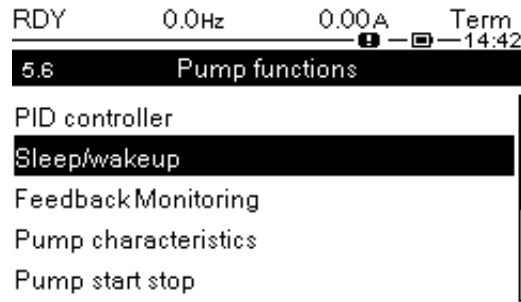 RDY 0.0Hz 0.00A Term
14:42
5.6 Pump functions
PID controller
Sleep/wakeup
Feedback Monitoring
Pump characteristics
Pump start stop